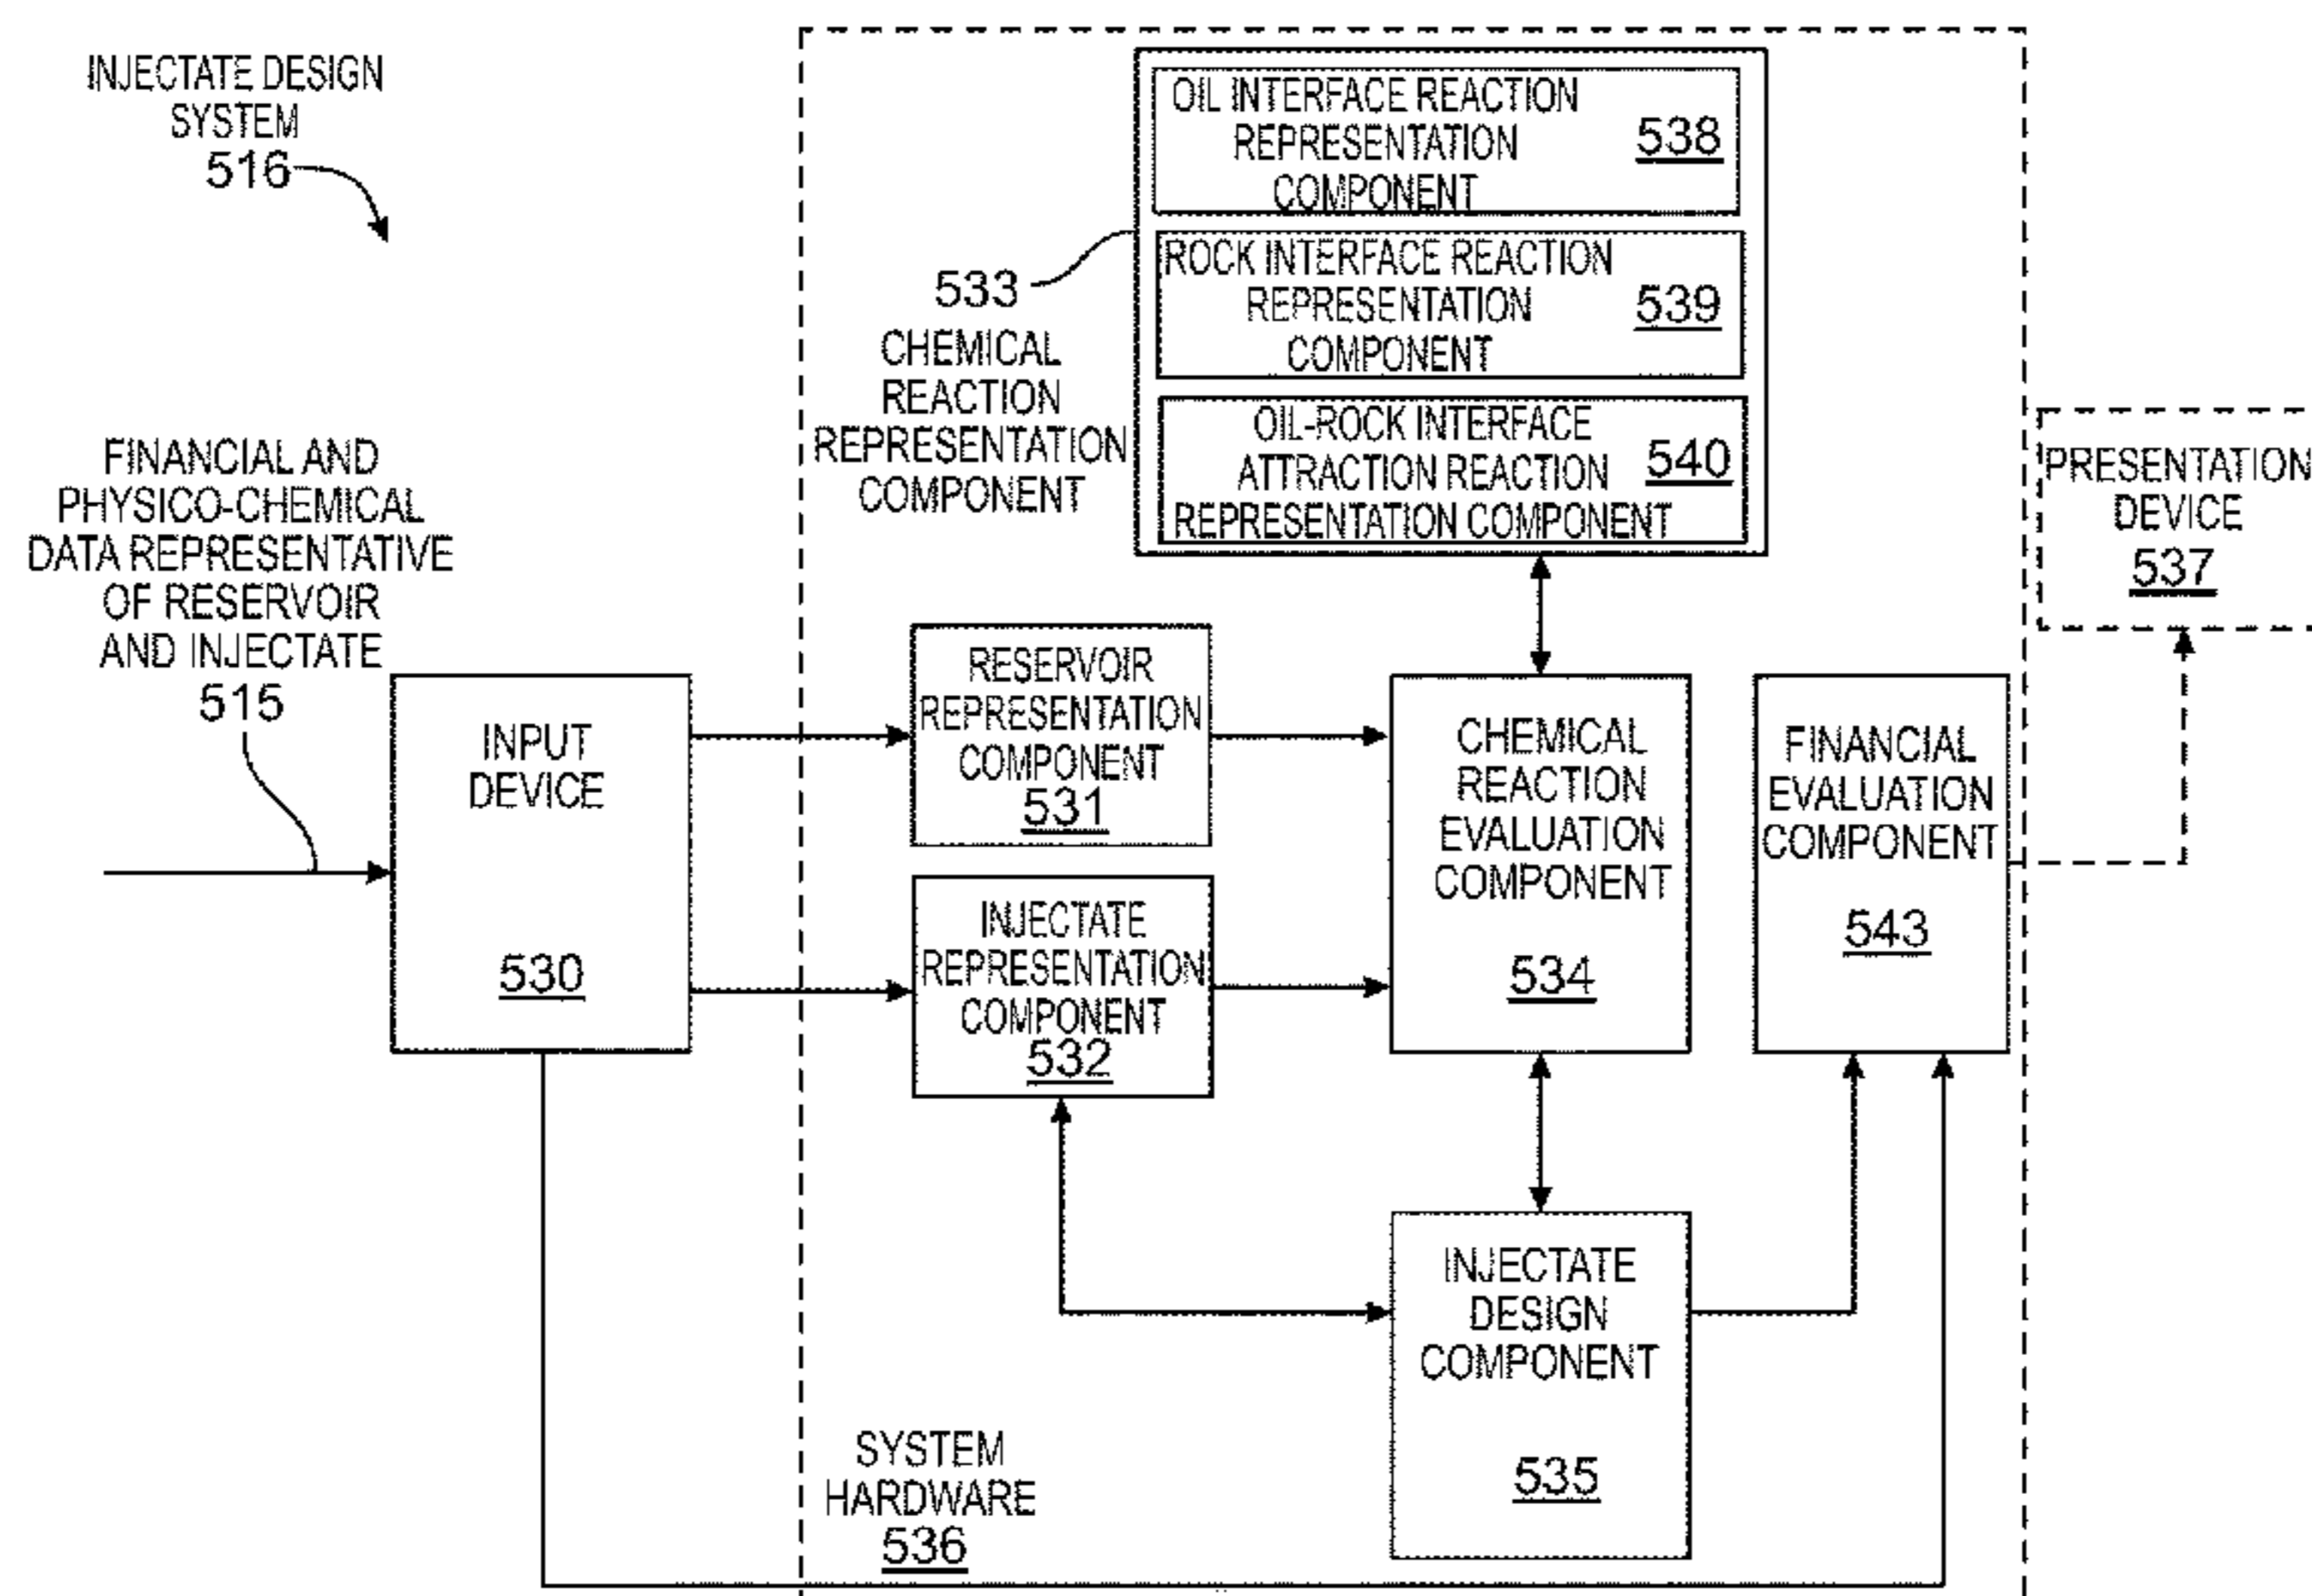 INJECTATE DESIGN
SYSTEM
516
FINANCIAL AND
PHYSICO-CHEMICAL
DATA REPRESENTATIVE
OF RESERVOIR
AND INJECTATE
515
INPUT
DEVICE
530
OIL INTERFACE REACTION
REPRESENTATION
COMPONENT
538
ROCK INTERFACE REACTION
REPRESENTATION
COMPONENT
539
OIL-ROCK INTERFACE
ATTRACTION REACTION
REPRESENTATION COMPONENT
540
533
CHEMICAL
REACTION
REPRESENTATION
COMPONENT
RESERVOIR
REPRESENTATION
COMPONENT
531
INJECTATE
REPRESENTATION
COMPONENT
532
CHEMICAL
REACTION
EVALUATION
COMPONENT
534
FINANCIAL
EVALUATION
COMPONENT
543
PRESENTATION
DEVICE
537
INJECTATE
DESIGN
COMPONENT
535
SYSTEM
HARDWARE
536